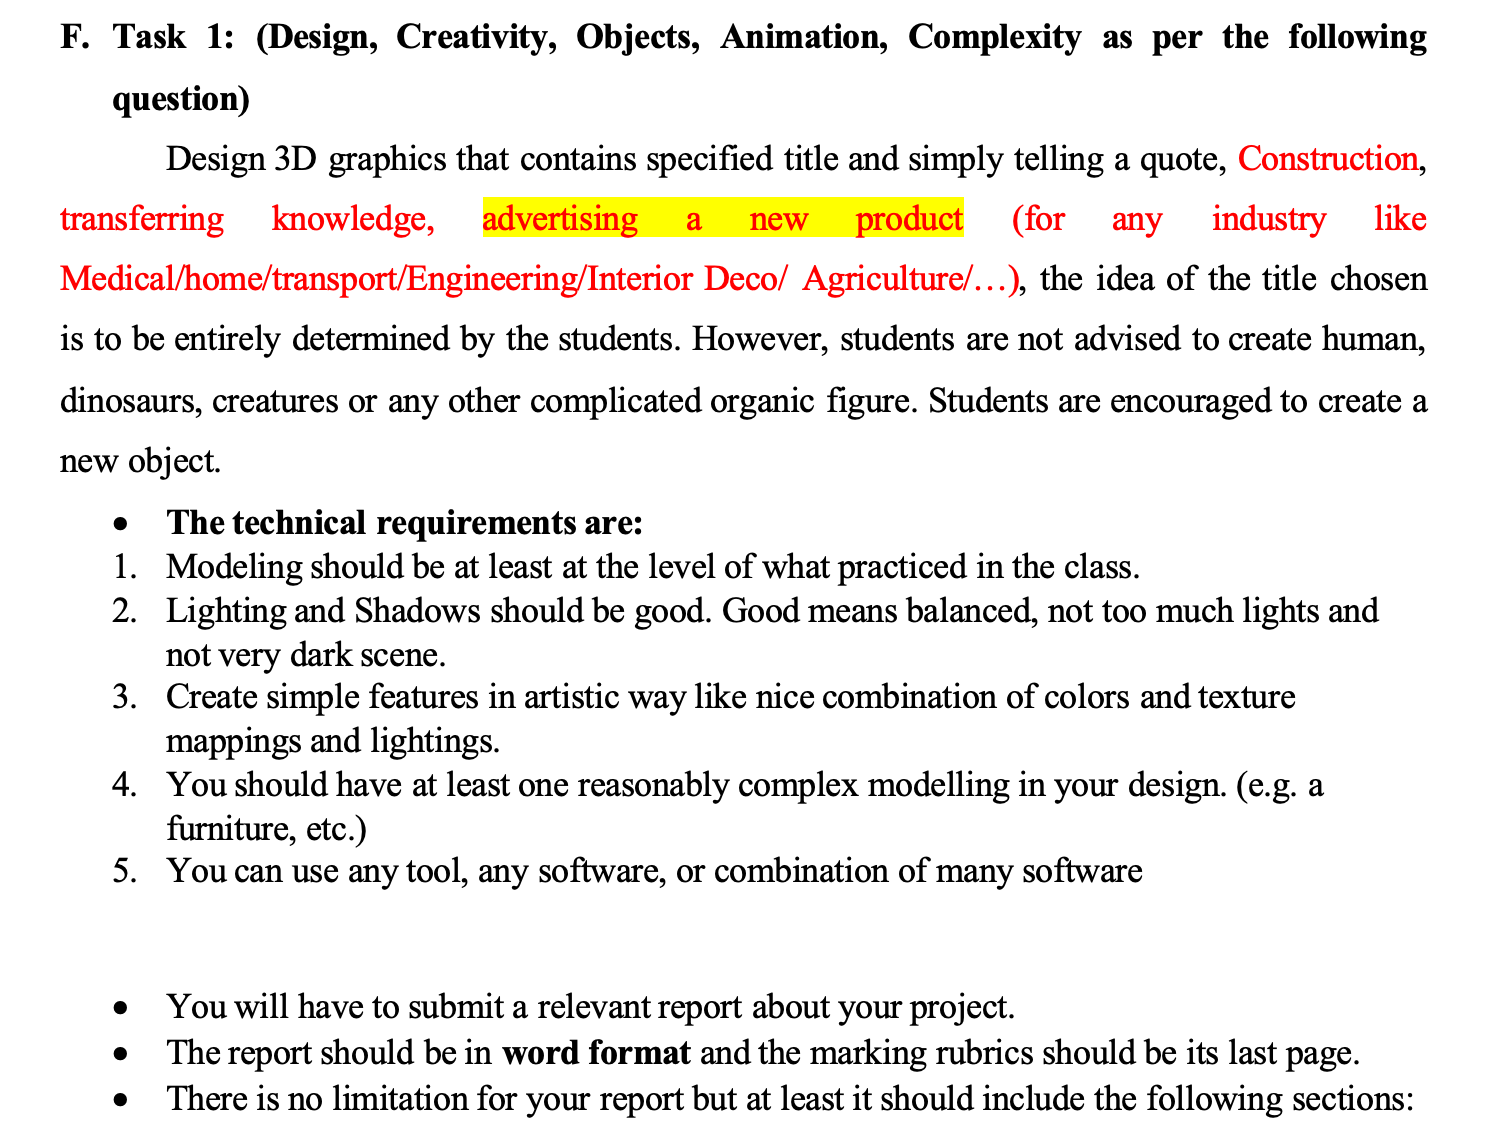 F. Task 1: (Design, Creativity, Objects, Animation, Complexity as per the following
question)
Design 3D graphics that contains specified title and simply telling a quote, Construction,
transferring knowledge, advertising a new product (for any industry like
Medical/home/transport/Engineering/Interior Deco/ Agriculture/…), the idea of the title chosen
is to be entirely determined by the students. However, students are not advised to create human,
dinosaurs, creatures or any other complicated organic figure. Students are encouraged to create a
new object.
• The technical requirements are:
1. Modeling should be at least at the level of what practiced in the class.
2. Lighting and Shadows should be good. Good means balanced, not too much lights and
not very dark scene.
3. Create simple features in artistic way like nice combination of colors and texture
mappings and lightings.
4. You should have at least one reasonably complex modelling in your design. (e.g. a
furniture, etc.)
5. You can use any tool, any software, or combination of many software
• You will have to submit a relevant report about your project.
• The report should be in word format and the marking rubrics should be its last page.
• There is no limitation for your report but at least it should include the following sections: